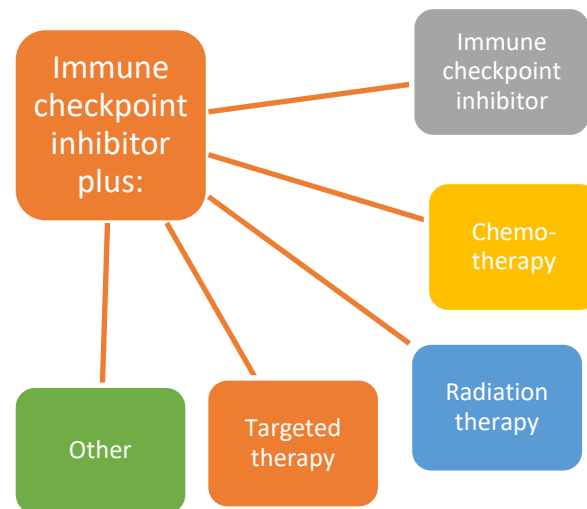 Immune
checkpoint
inhibitor
plus:
Immune
checkpoint
inhibitor
Chemo-
therapy
Radiation
therapy
Targeted
therapy
Other